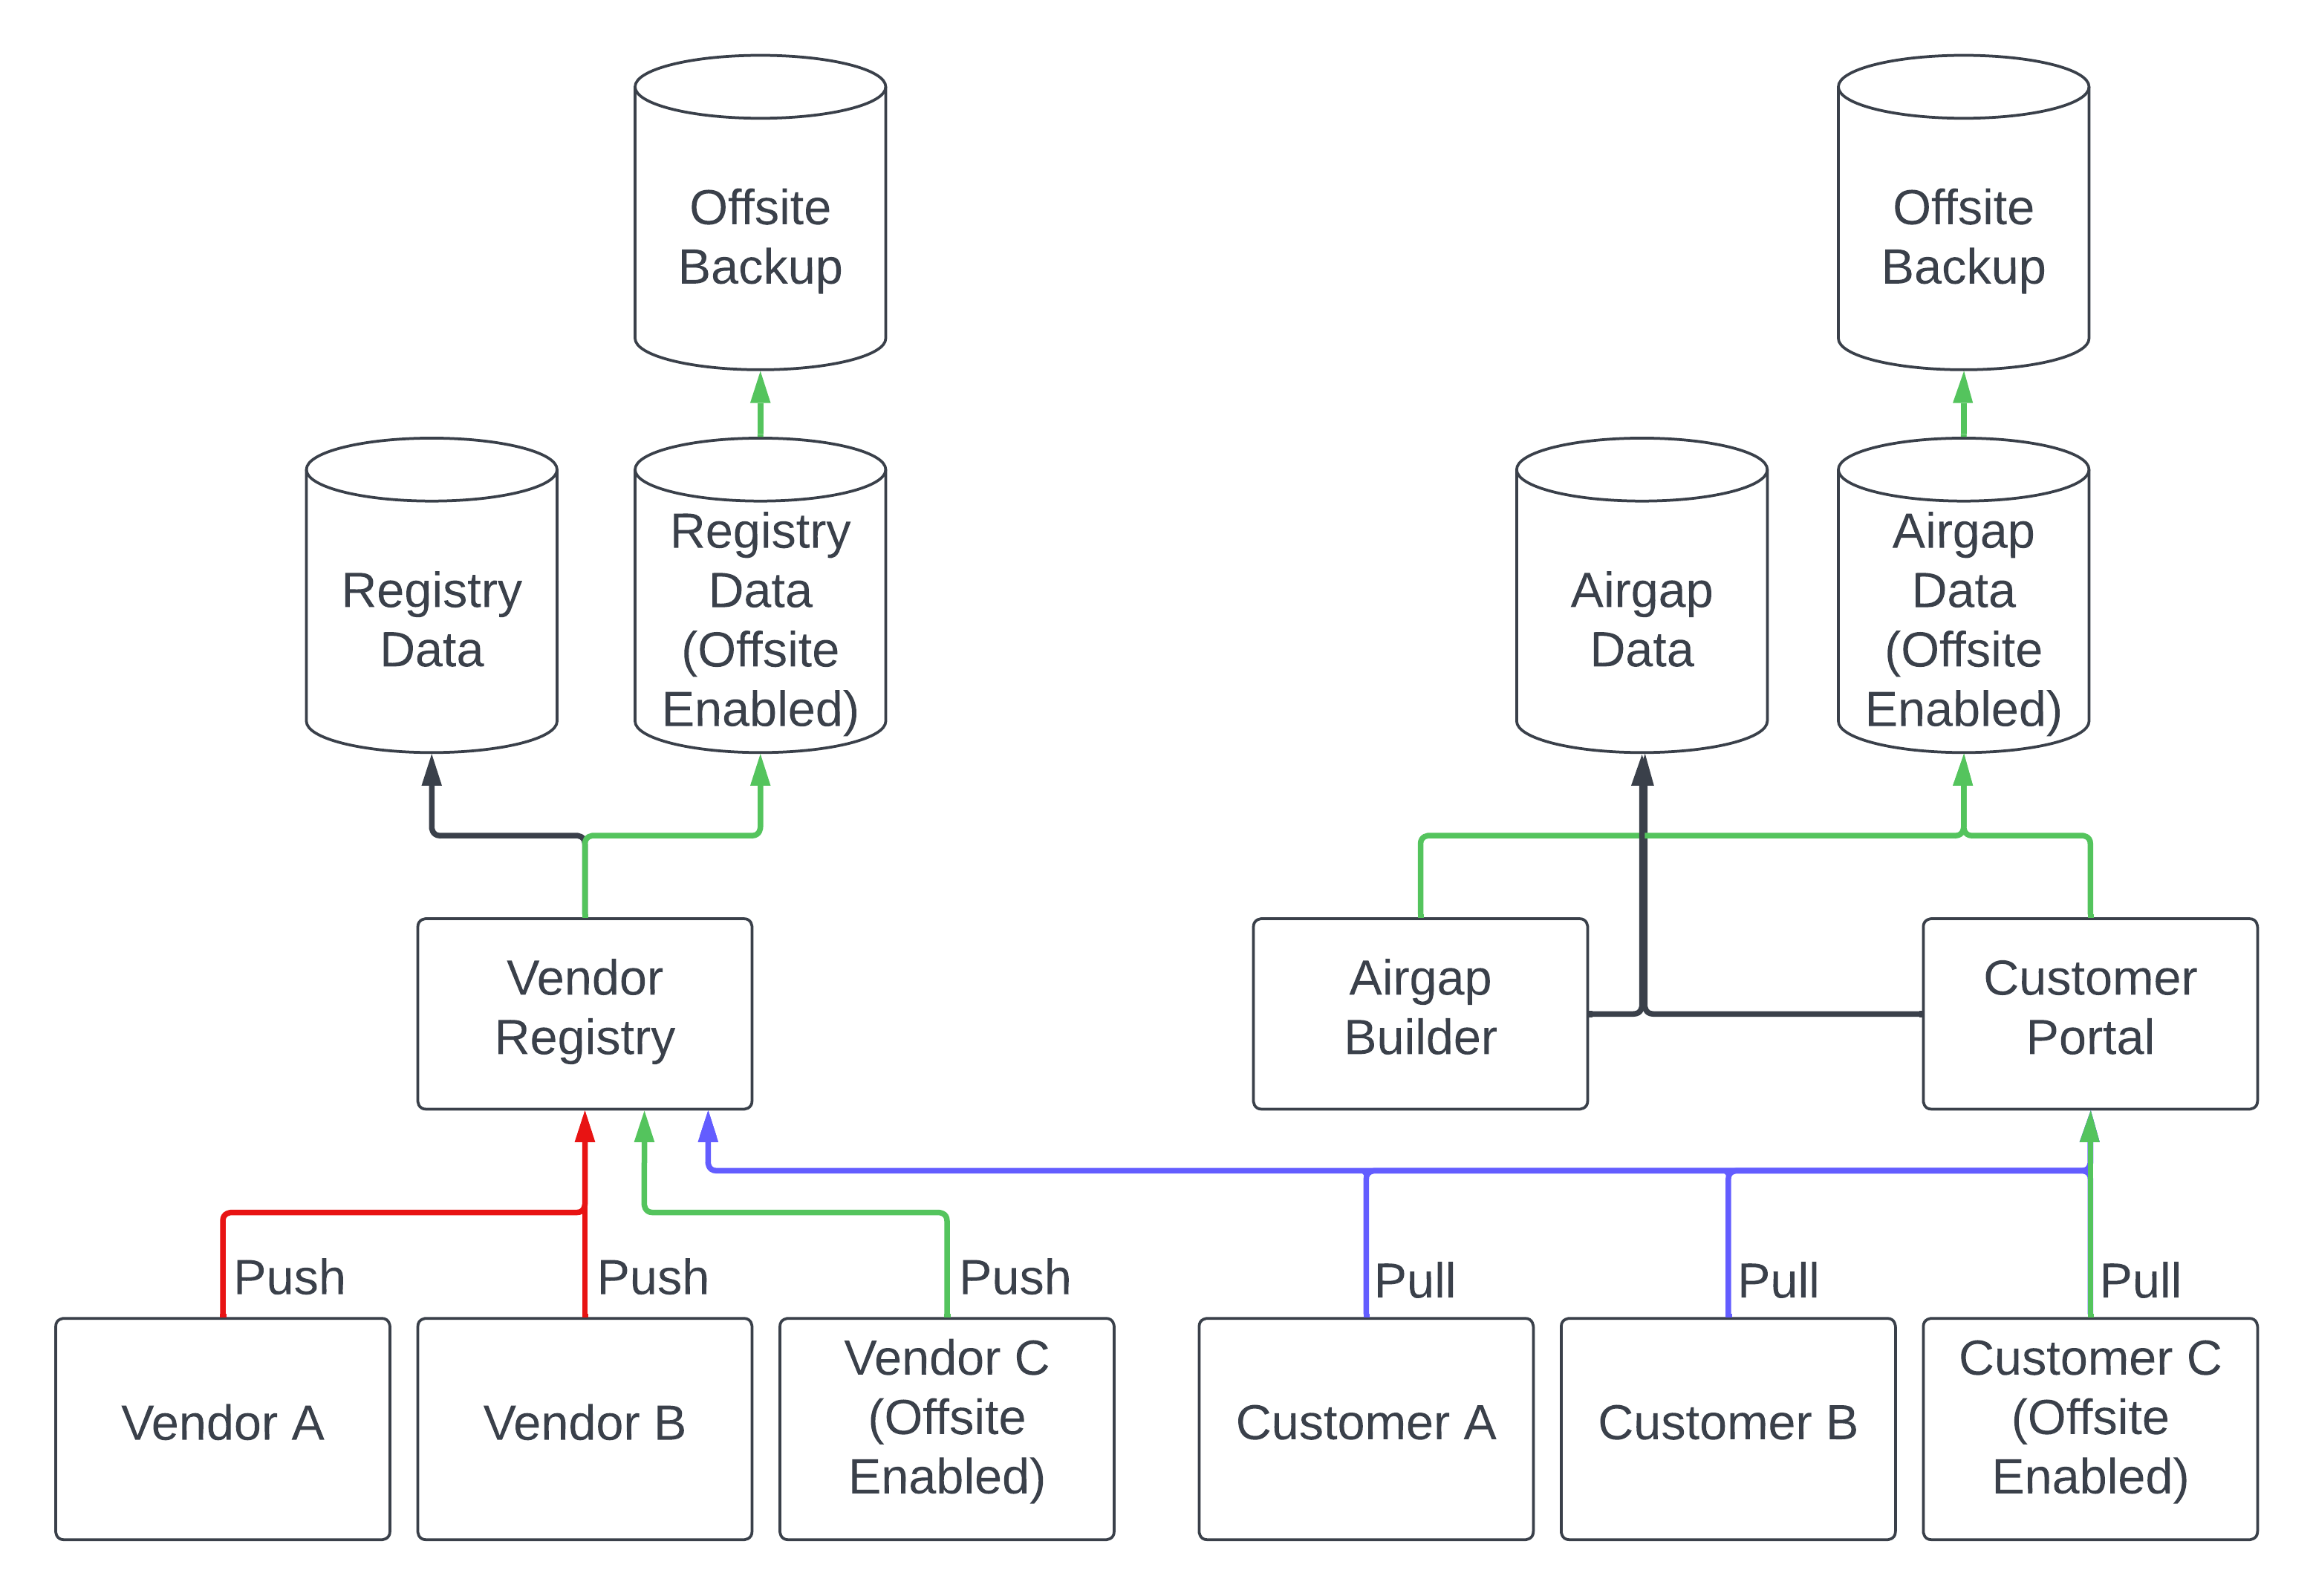 Offsite
Backup
Offsite
Backup
Registry
Data
Registry
Data
(Offsite
Enabled)
Airgap
Data
Airgap
Data
(Offsite
Enabled)
Vendor
Registry
Airgap
Builder
Customer
Portal
Push
Push
Push
Pull
Pull
Pull
Vendor A
Vendor B
Vendor C
(Offsite
Enabled)
Customer A
Customer B
Customer C
(Offsite
Enabled)